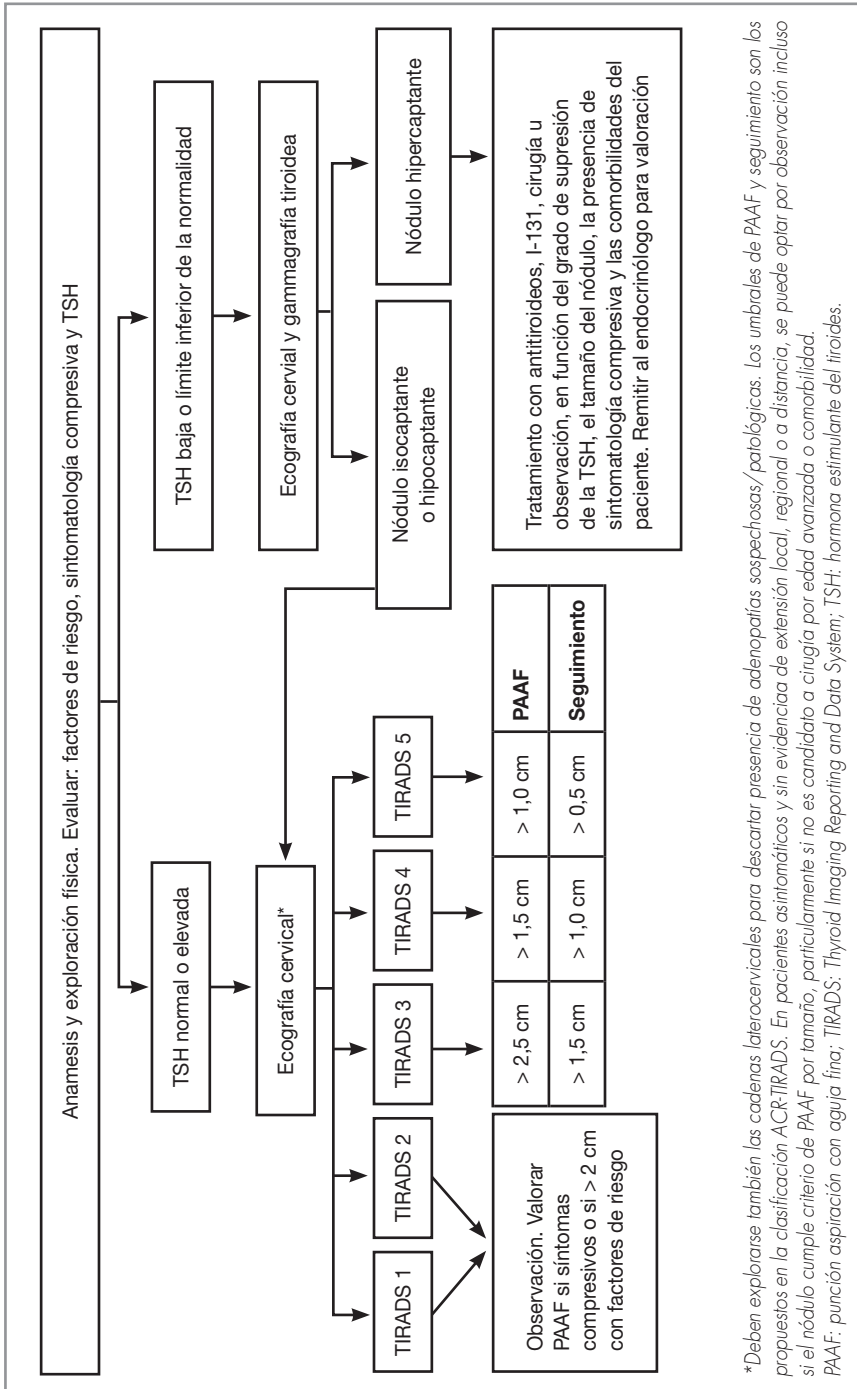 Anamesis y exploración física. Evaluar: factores de riesgo, sintomatología compresiva y TSH
TSH normal o elevada
TSH baja o límite inferior de la normalidad
Ecografía cervical*
Ecografía cervial y gammagrafía tiroidea
TIRADS 1
TIRADS 2
TIRADS 3
TIRADS 4
TIRADS 5
Nódulo isocaptante
o hipocaptante
Nódulo hipercaptante
Observación. Valorar
PAAF si síntomas
compresivos o si > 2 cm
con factores de riesgo
> 2,5 cm
> 1,5 cm
> 1,0 cm
PAAF
> 1,5 cm
> 1,0 cm
> 0,5 cm
Seguimiento
Tratamiento con antitiroideos, I-131, cirugía u
observación, en función del grado de supresión
de la TSH, el tamaño del nódulo, la presencia de
sintomatología compresiva y las comorbilidades del
paciente. Remitir al endocrinólogo para valoración
*Deben explorarse también las cadenas laterocervicales para descartar presencia de adenopatías sospechosas/patológicas. Los umbrales de PAAF y seguimiento son los
propuestos en la clasificación ACR-TIRADS. En pacientes asintomáticos y sin evidenciaa de extensión local, regional o a distancia, se puede optar por observación incluso
si el nódulo cumple criterio de PAAF por tamaño, particularmente si no es candidato a cirugía por edad avanzada o comorbilidad.
PAAF: punción aspiración con aguja fina; TIRADS: Thyroid Imaging Reporting and Data System; TSH: hormona estimulante del tiroides.